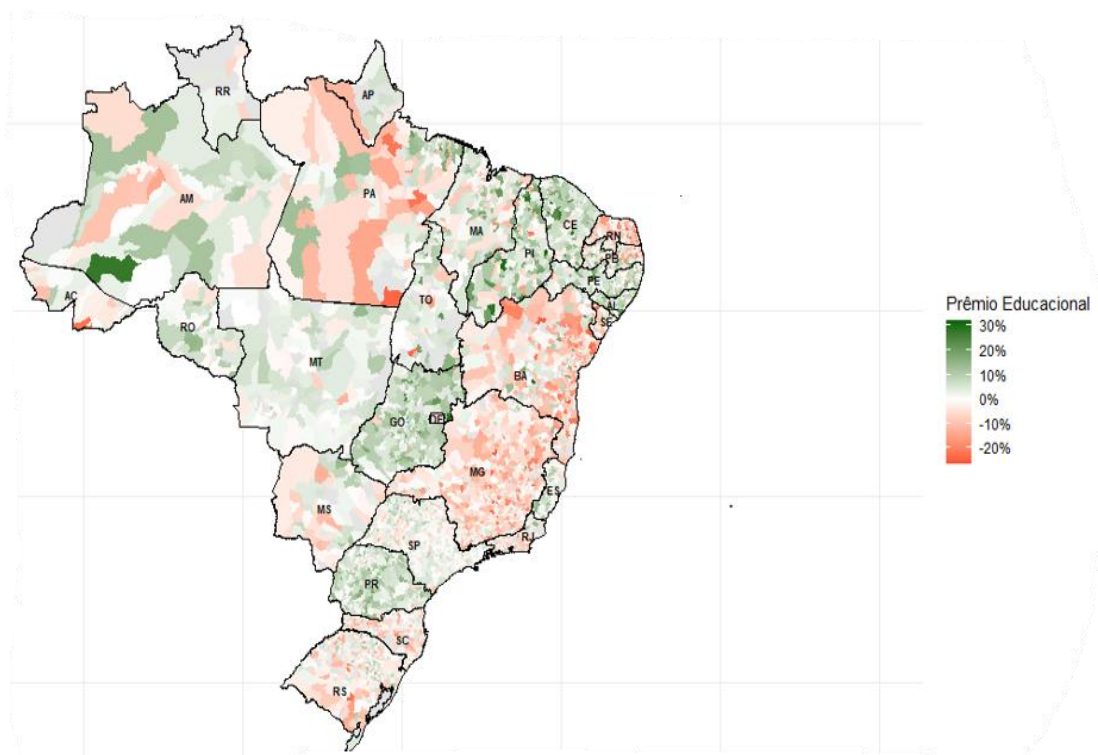 RR
AP
AM
PA
MA
CE
RN
PB
PI
PE
AL
SE
AC
TO
RO
MT
BA
GO
DF
MG
ES
MS
RJ
SP
PR
SC
RS
Prêmio Educacional
30%
20%
10%
0%
-10%
-20%